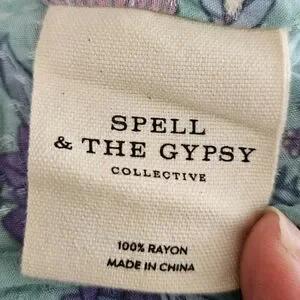 SPELL
& THE GYPSY
COLLECTIVE
100% RAYON
MADE IN CHINA